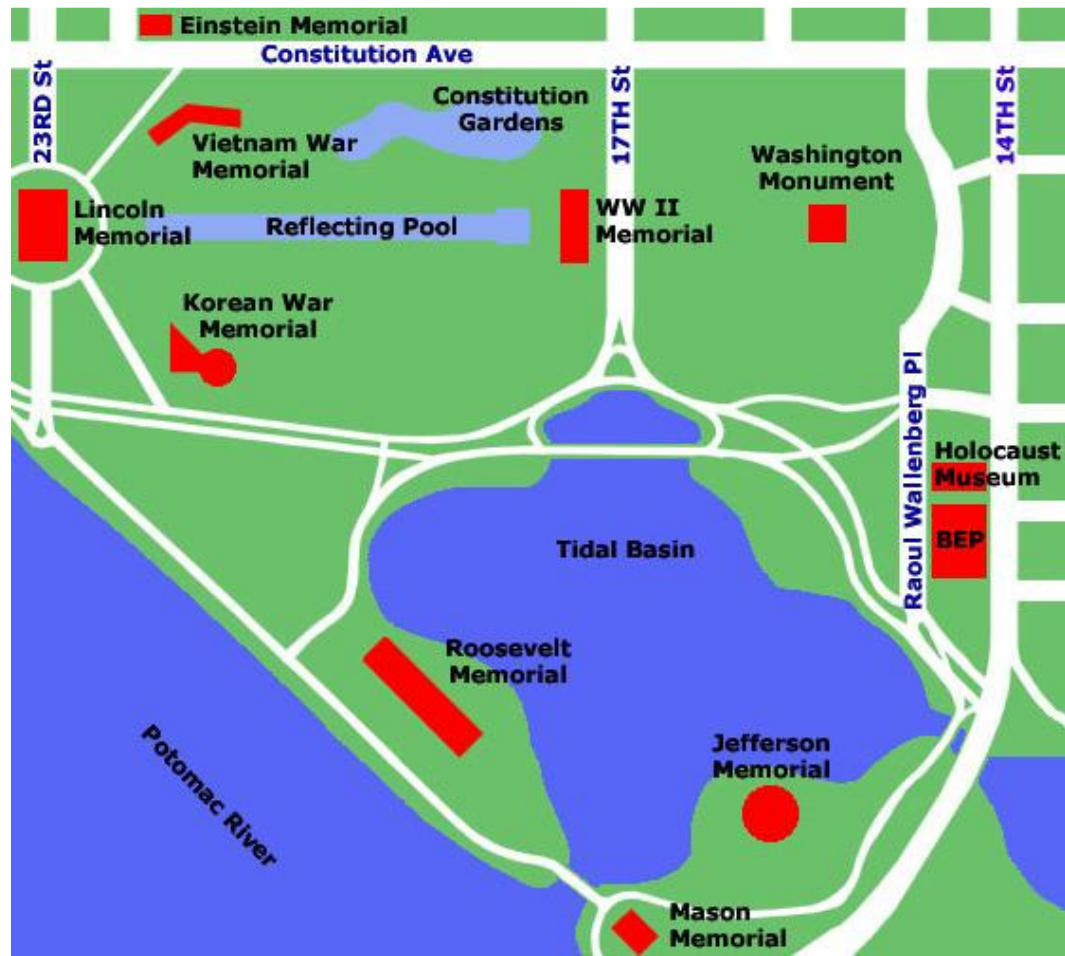 Einstein Memorial
Constitution Ave
23RD St
17TH St
14TH St
Constitution
Gardens
Vietnam War
Memorial
Washington
Monument
Lincoln
Memorial
Reflecting Pool
WW II
Memorial
Korean War
Memorial
Raoul Wallenberg Pl
Holocaust
Museum
BEP
Tidal Basin
Roosevelt
Memorial
Potomac River
Jefferson
Memorial
Mason
Memorial